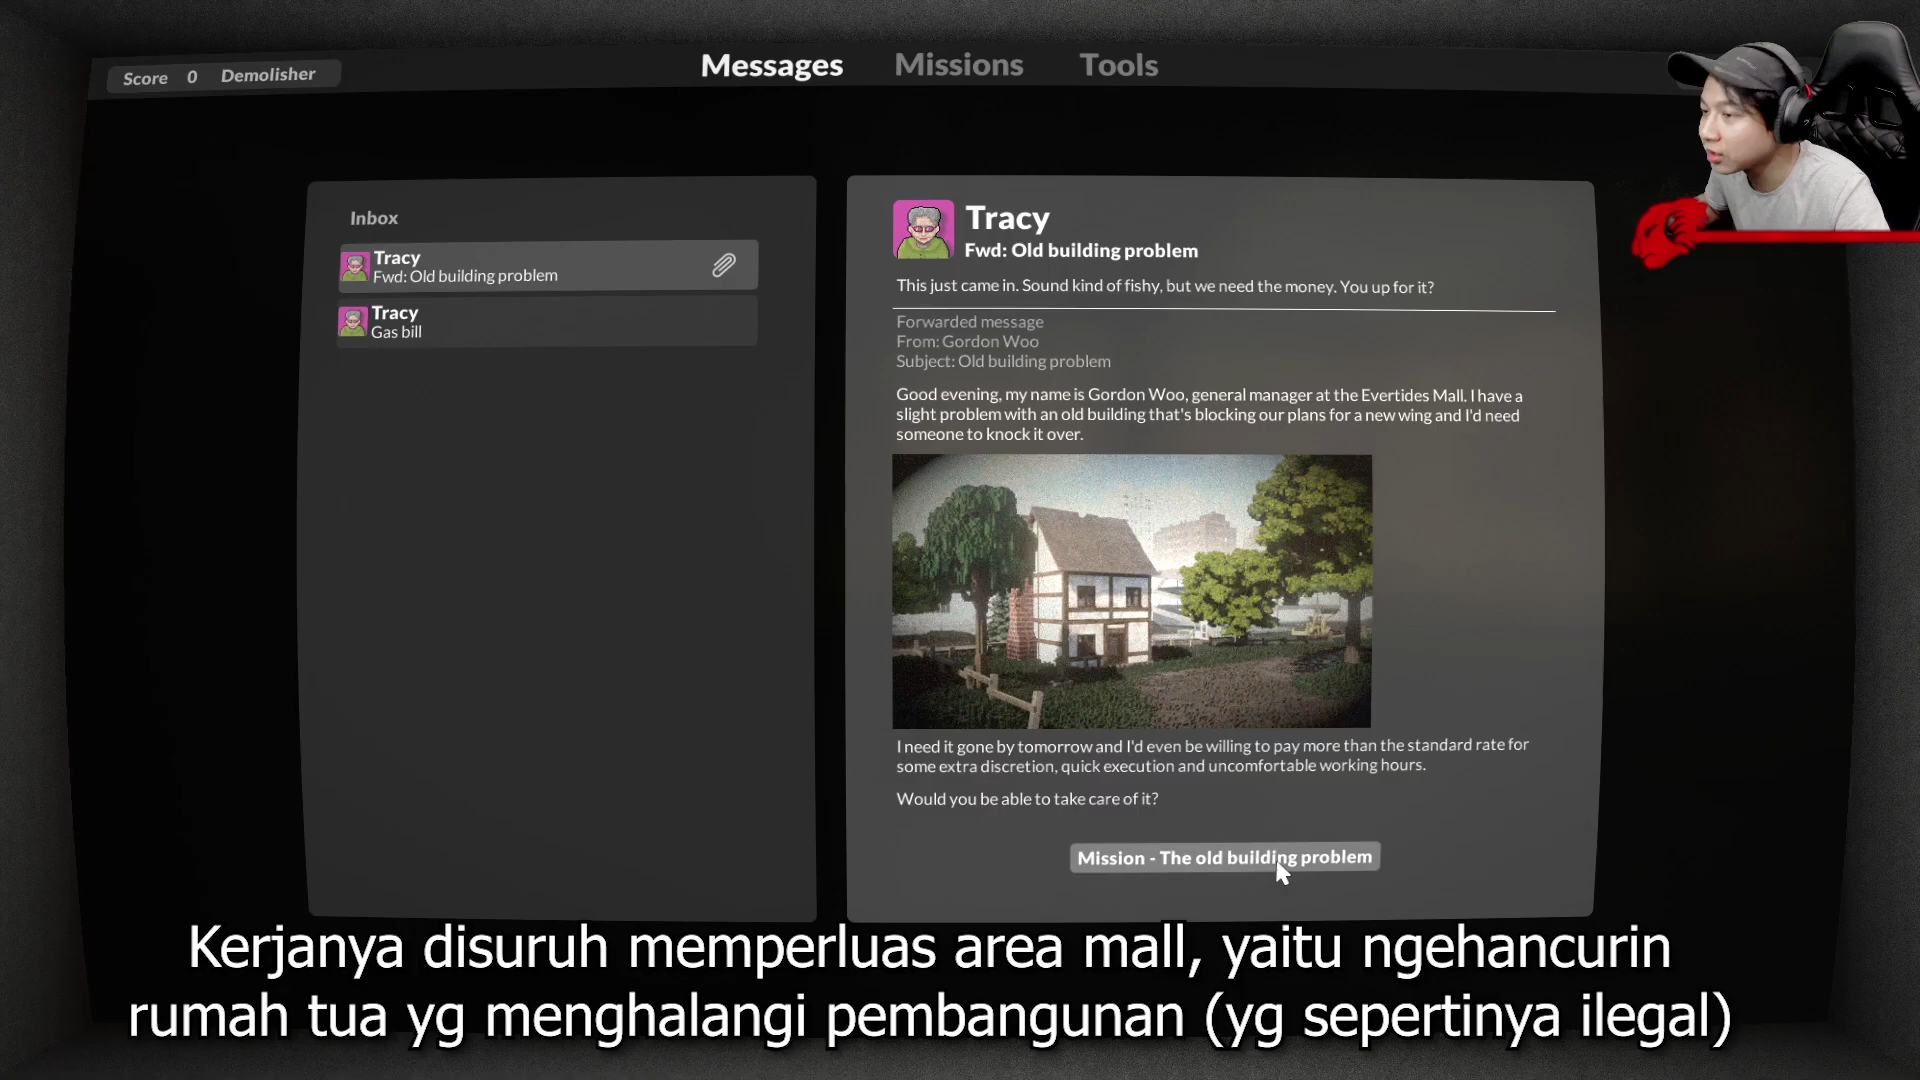 Score 0 Demolisher
Messages Missions Tools
Inbox
Tracy
Fwd: Old building problem
Tracy
Gas bill
Tracy
Fwd: Old building problem
This just came in. Sound kind of fishy, but we need the money. You up for it?
Forwarded message
From: Gordon Woo
Subject: Old building problem
Good evening, my name is Gordon Woo, general manager at the Evertides Mall. I have a
slight problem with an old building that's blocking our plans for a new wing and I'd need
someone to knock it over.
I need it gone by tomorrow and I'd even be willing to pay more than the standard rate for
some extra discretion, quick execution and uncomfortable working hours.
Would you be able to take care of it?
Mission - The old building problem
Kerjanya disuruh memperluas area mall, yaitu ngehancurin
rumah tua yg menghalangi pembangunan (yg sepertinya ilegal)